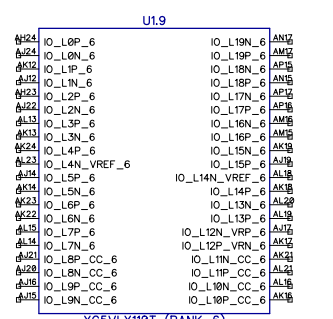 U1.9
AH24 IO_L0P_6 IO_L19N_6 AN17
AJ24 IO_L0N_6 IO_L19P_6 AM17
AK12 IO_L1P_6 IO_L18N_6 AP15
AJ12 IO_L1N_6 IO_L18P_6 AN15
AH23 IO_L2P_6 IO_L17N_6 AP17
AJ22 IO_L2N_6 IO_L17P_6 AP16
AL13 IO_L3P_6 IO_L16N_6 AM16
AK13 IO_L3N_6 IO_L16P_6 AM15
AK24 IO_L4P_6 IO_L15N_6 AK19
AL23 IO_L4N_VREF_6 IO_L15P_6 AJ19
AJ14 IO_L5P_6 IO_L14N_VREF_6 AL18
AK14 IO_L5N_6 IO_L14P_6 AK18
AK23 IO_L6P_6 IO_L13N_6 AL20
AK22 IO_L6N_6 IO_L13P_6 AL19
AL15 IO_L7P_6 IO_L12N_VRP_6 AJ17
AL14 IO_L7N_6 IO_L12P_VRN_6 AK17
AJ21 IO_L8P_CC_6 IO_L11N_CC_6 AK21
AJ20 IO_L8N_CC_6 IO_L11P_CC_6 AL21
AJ16 IO_L9P_CC_6 IO_L10N_CC_6 AL16
AJ15 IO_L9N_CC_6 IO_L10P_CC_6 AK16